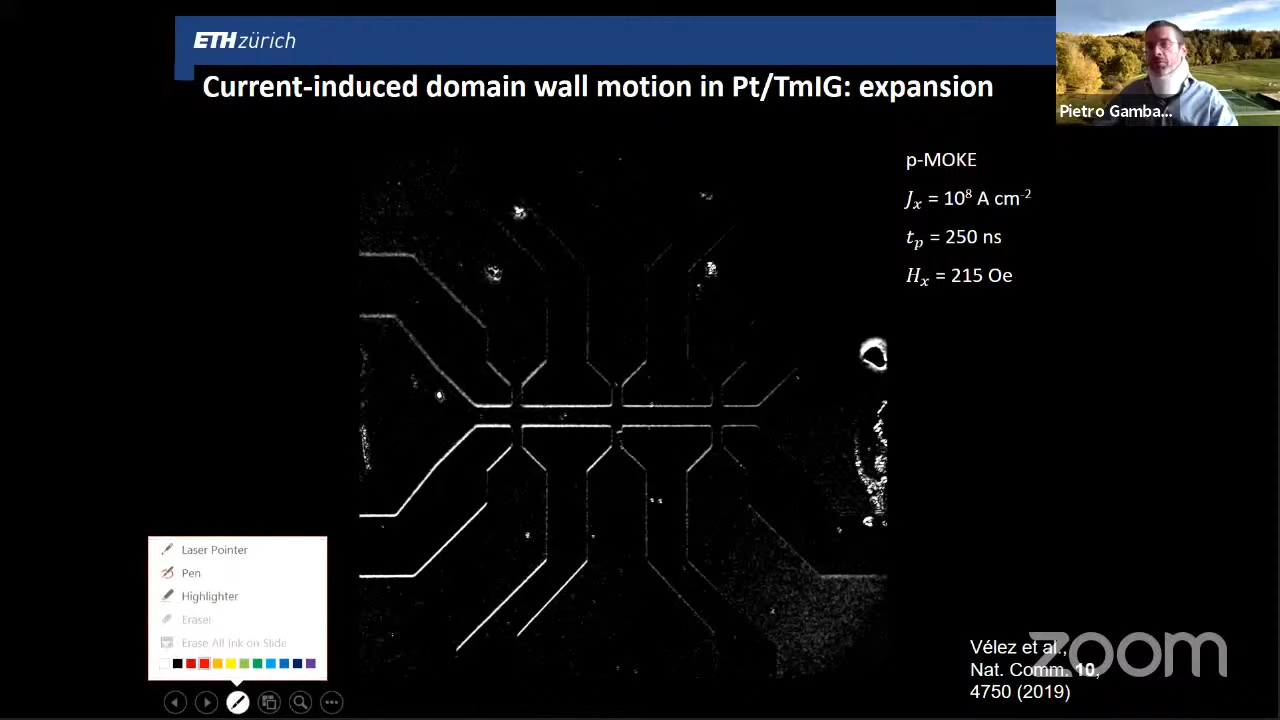 ETH zürich
Current-induced domain wall motion in Pt/TmIG: expansion
Pietro Gamba...
p-MOKE
Jₓ = 10⁸ A cm⁻²
tₚ = 250 ns
Hₓ = 215 Oe
Laser Pointer
Pen
Highlighter
Eraser
Erase All Ink on Slide
Vélez et al.,
Nat. Comm. 10,
4750 (2019)
zoom